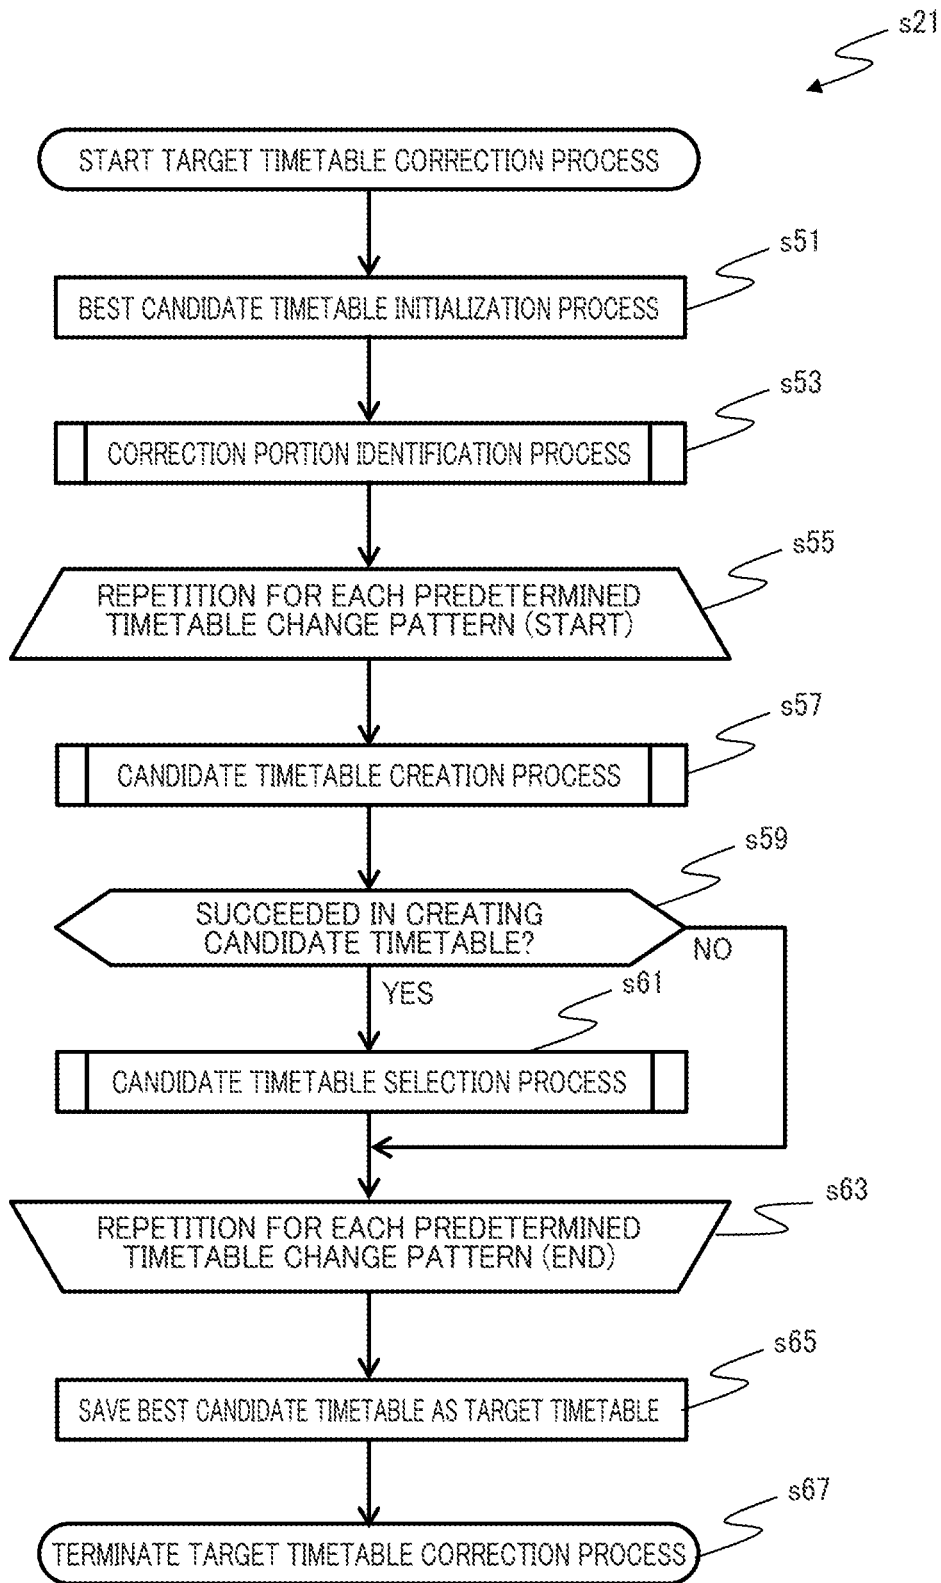 s21
START TARGET TIMETABLE CORRECTION PROCESS
s51
BEST CANDIDATE TIMETABLE INITIALIZATION PROCESS
s53
CORRECTION PORTION IDENTIFICATION PROCESS
s55
REPETITION FOR EACH PREDETERMINED
TIMETABLE CHANGE PATTERN (START)
s57
CANDIDATE TIMETABLE CREATION PROCESS
s59
SUCCEEDED IN CREATING
CANDIDATE TIMETABLE?
NO
YES
s61
CANDIDATE TIMETABLE SELECTION PROCESS
s63
REPETITION FOR EACH PREDETERMINED
TIMETABLE CHANGE PATTERN (END)
s65
SAVE BEST CANDIDATE TIMETABLE AS TARGET TIMETABLE
s67
TERMINATE TARGET TIMETABLE CORRECTION PROCESS